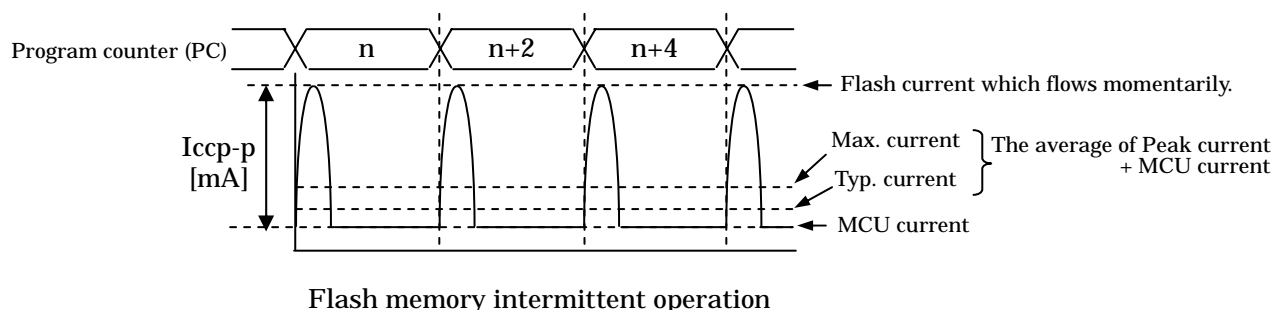 Program counter (PC)
n
n+2
n+4
Flash current which flows momentarily.
Iccp-p
[mA]
Max. current
Typ. current
The average of Peak current
+ MCU current
MCU current
Flash memory intermittent operation